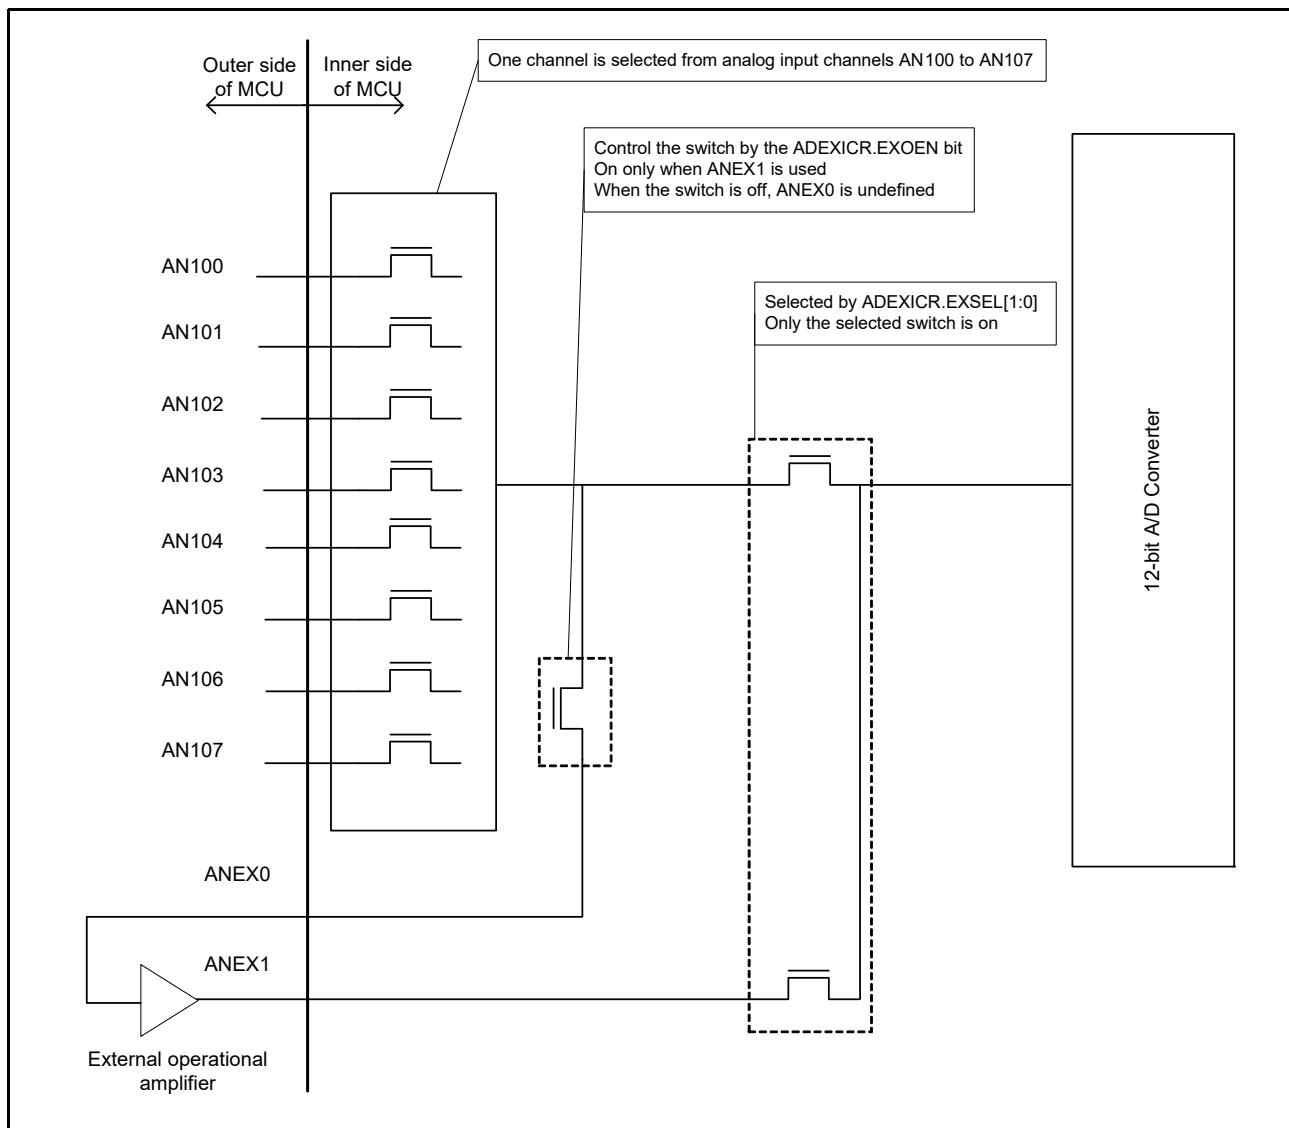 Outer side
of MCU
Inner side
of MCU
One channel is selected from analog input channels AN100 to AN107
Control the switch by the ADEXICR.EXOEN bit
On only when ANEX1 is used
When the switch is off, ANEX0 is undefined
AN100
AN101
AN102
AN103
AN104
AN105
AN106
AN107
Selected by ADEXICR.EXSEL[1:0]
Only the selected switch is on
12-bit A/D Converter
ANEX0
ANEX1
External operational
amplifier